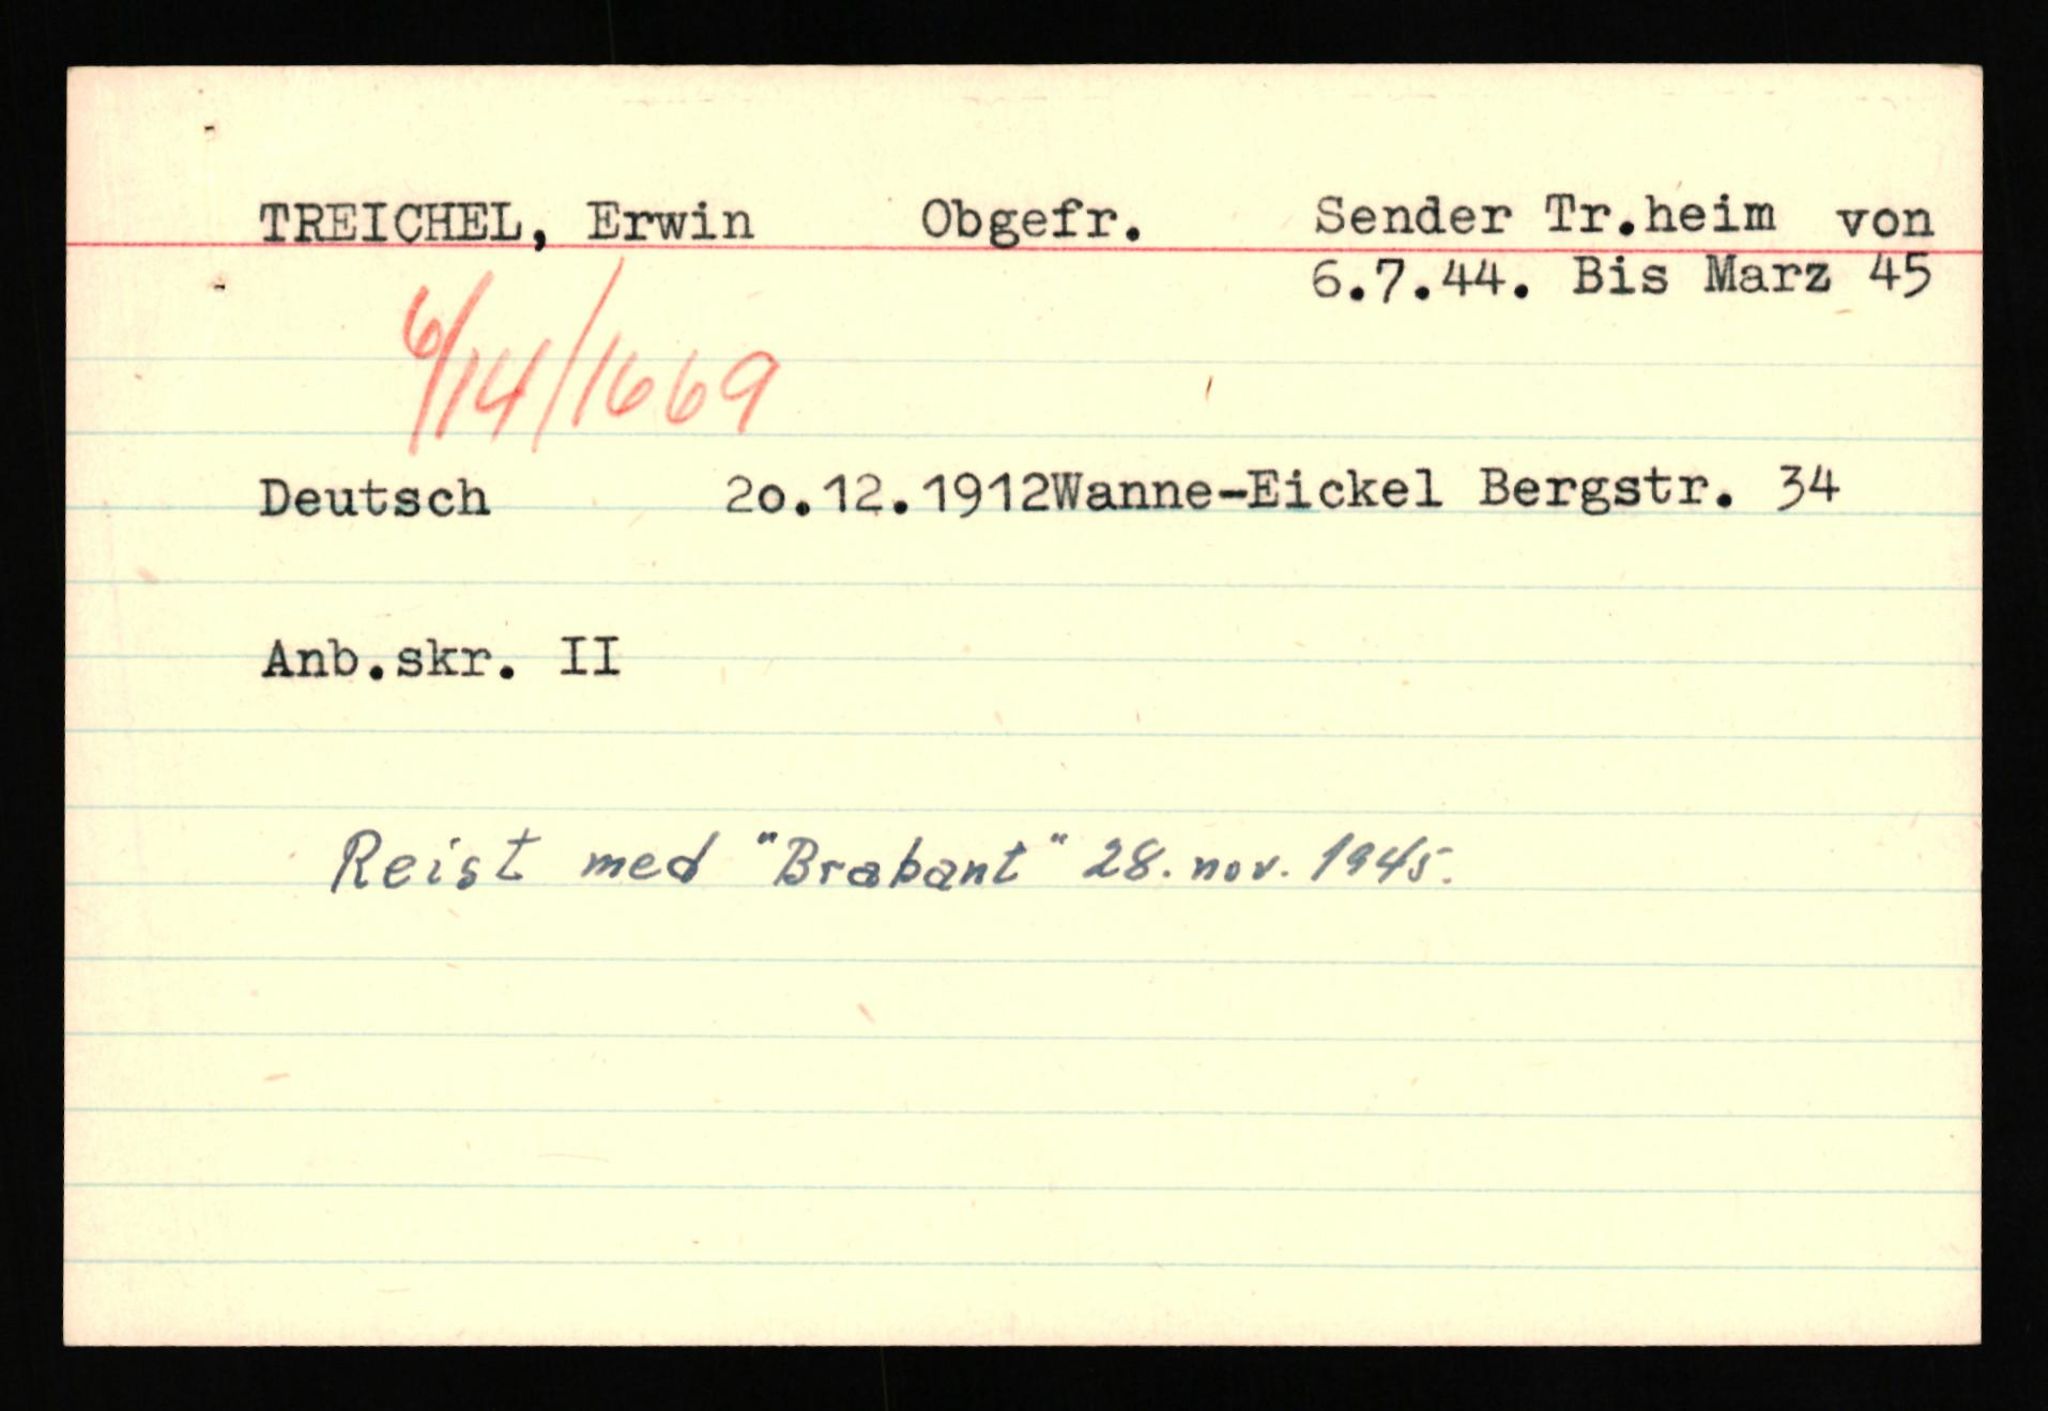 TREICHEL, Erwin Obgefr. Sender Tr.heim von
6.7.44. Bis Marz 45
6/14/1669
Deutsch 2o.12.1912Wanne-Eickel Bergstr. 34
Anb.skr. II
Reist med "Brabant" 28. nov. 1945.